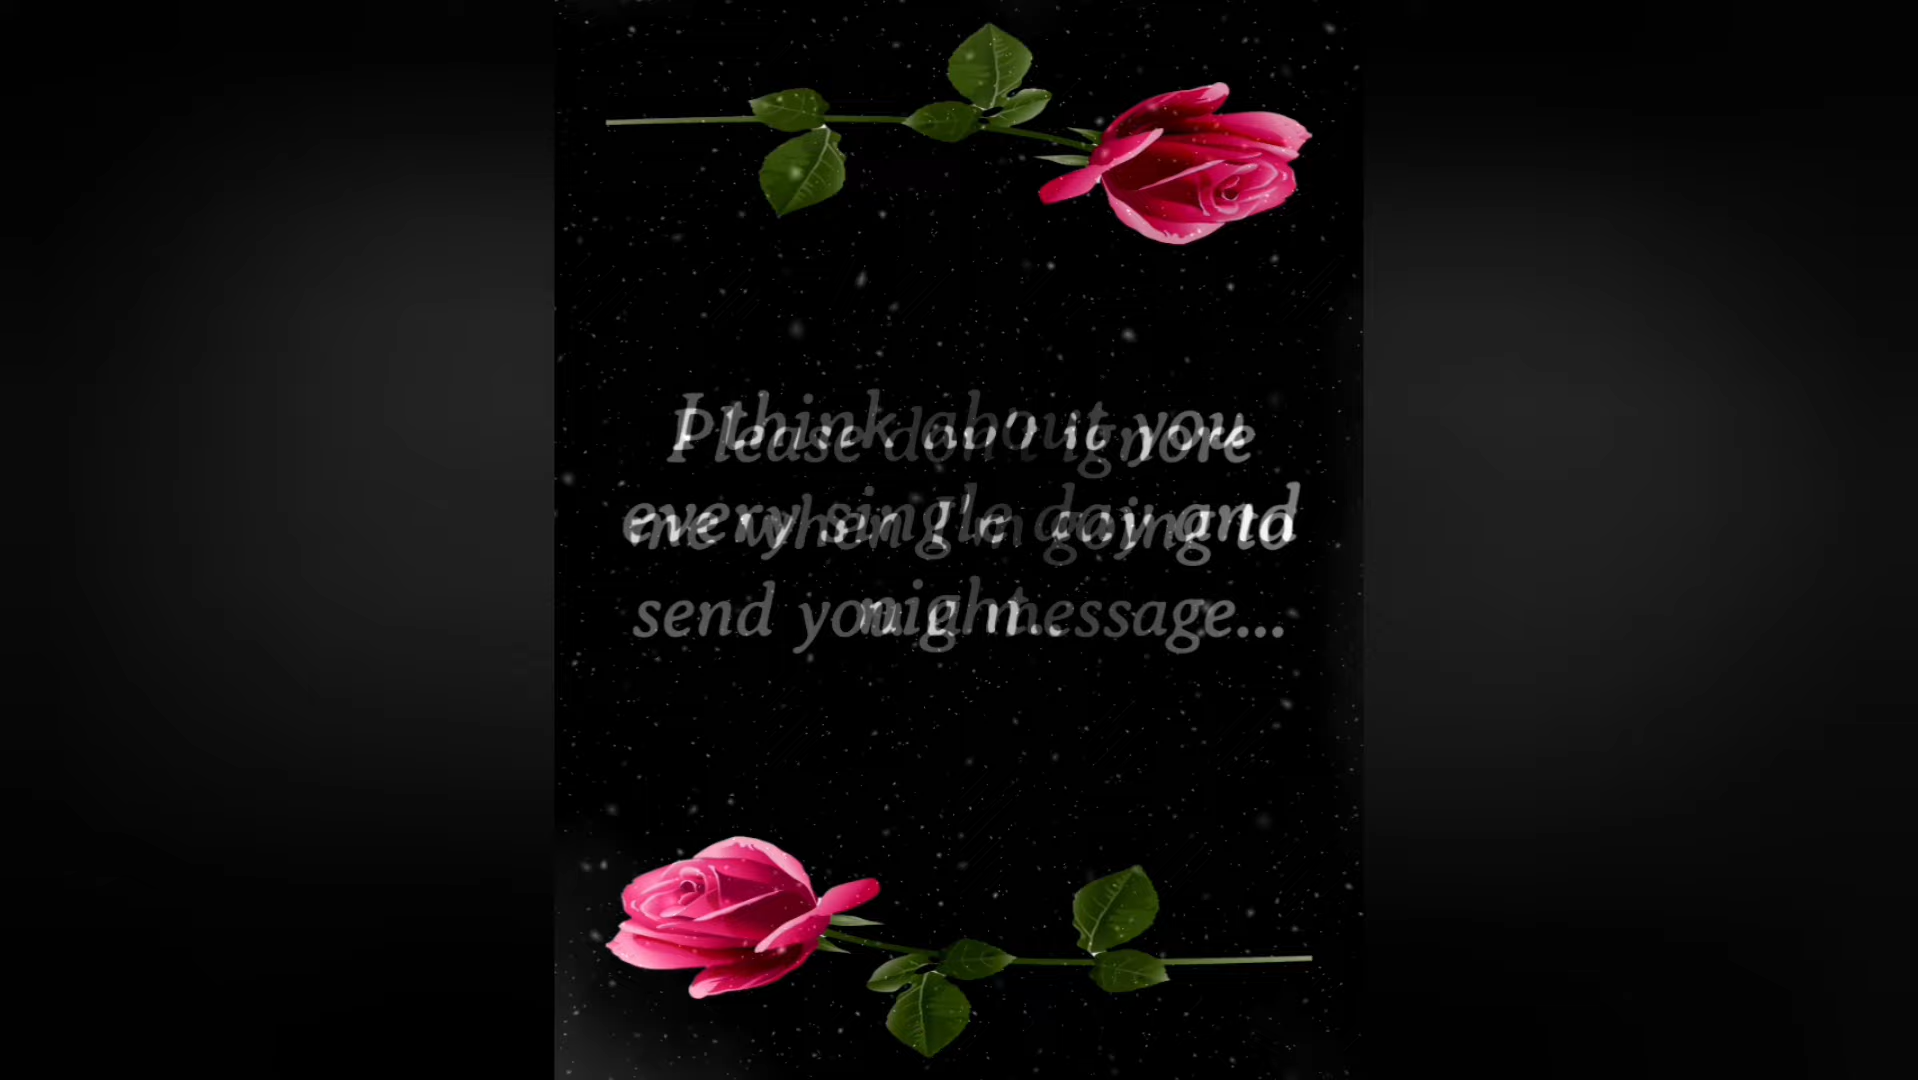 I think about you
every single day and
night..
Please don't ignore
me when I'm going to
send you a message...